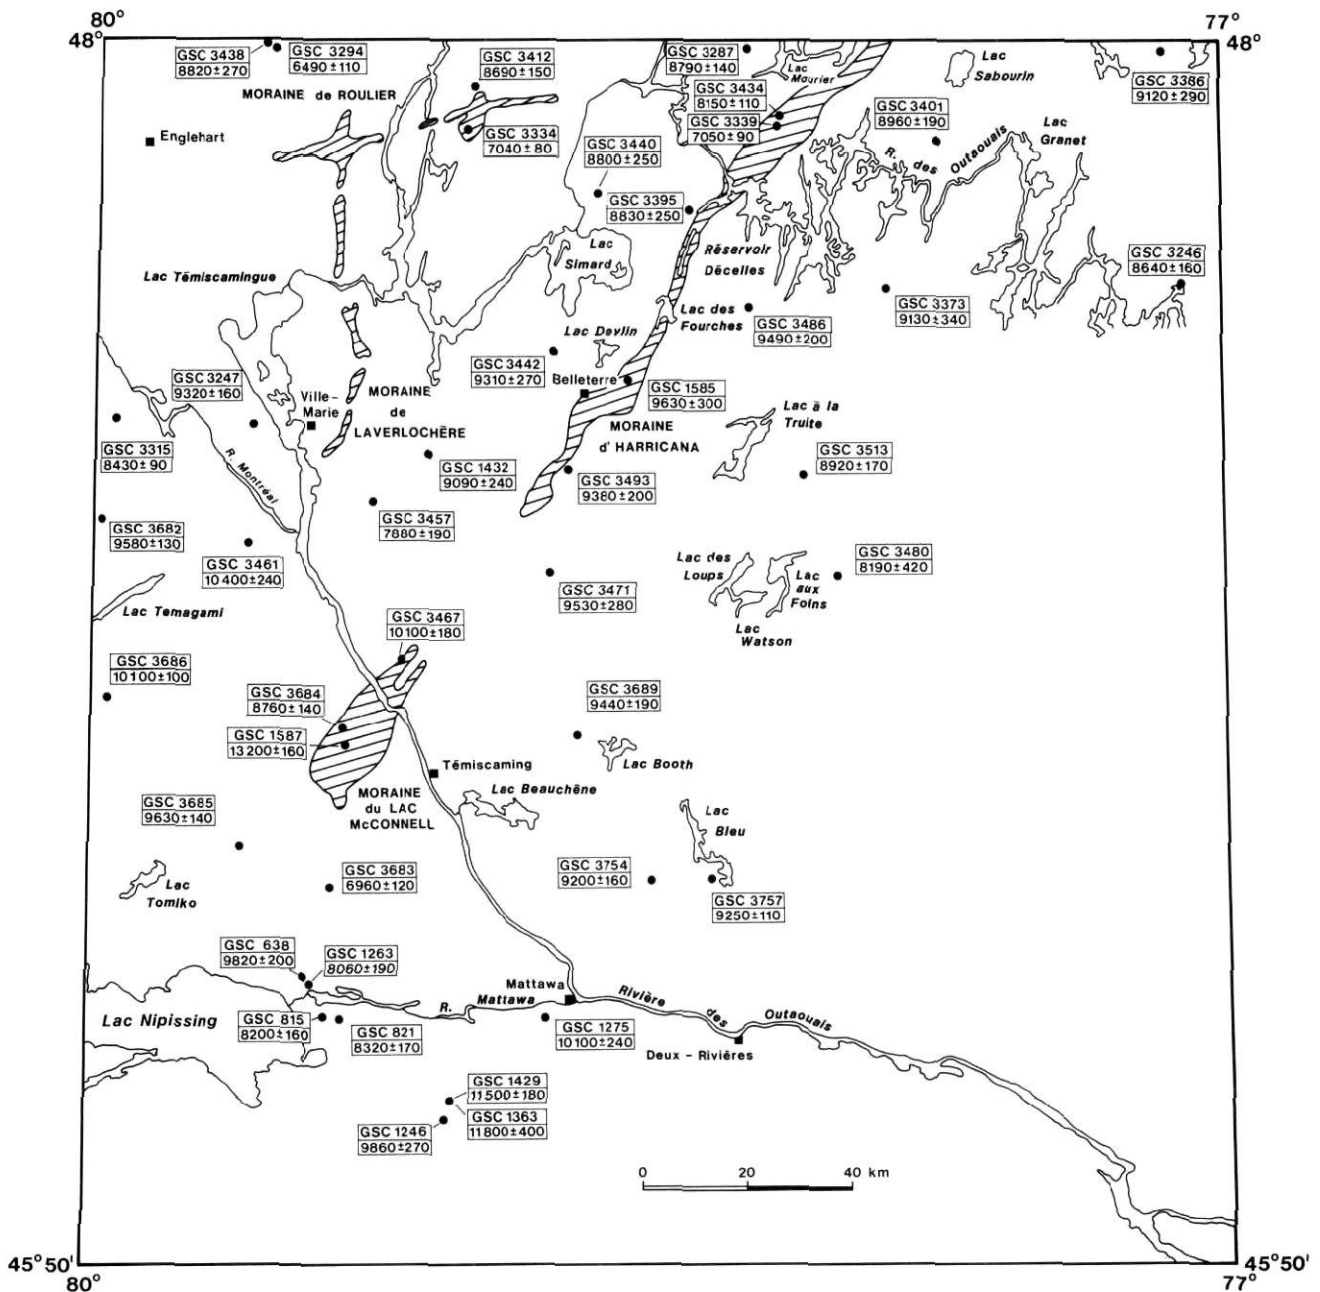 80°
77°
48°
48°
GSC 3438
8820±270
GSC 3294
6490±110
GSC 3412
8690±150
GSC 3287
8790±140
Lac
Mourier
Lac
Sabourin
GSC 3386
9120±290
MORAINE de ROULIER
GSC 3434
8150±110
GSC 3339
7050±90
GSC 3401
8960±190
Lac
Granet
Englehart
GSC 3334
7040±80
GSC 3440
8800±250
R. des Outaouais
GSC 3395
8830±250
Lac
Simard
Réservoir
Décelles
GSC 3246
8640±160
Lac Témiscamingue
GSC 3373
9130±340
Lac des
Fourches
GSC 3486
9490±200
Lac Devlin
GSC 3442
9310±270
Belleterre
GSC 1585
9630±300
GSC 3247
9320±160
Ville-
Marie
MORAINE
de
LAVERLOCHÈRE
MORAINE
d'HARRICANA
Lac à la
Truite
GSC 3315
8430±90
R. Montréal
GSC 1432
9090±240
GSC 3493
9380±200
GSC 3513
8920±170
GSC 3682
9580±130
GSC 3457
7880±190
GSC 3461
10400±240
GSC 3471
9530±280
Lac des
Loups
Lac
aux
Foins
GSC 3480
8190±420
Lac Temagami
Lac
Watson
GSC 3467
10100±180
GSC 3686
10100±100
GSC 3684
8760±140
GSC 3689
9440±190
GSC 1587
13200±160
Témiscaming
Lac Booth
MORAINE
du LAC
McCONNELL
Lac Beauchêne
GSC 3685
9630±140
Lac
Bleu
GSC 3683
6960±120
GSC 3754
9200±160
Lac
Tomiko
GSC 3757
9250±110
GSC 638
9820±200
GSC 1263
8060±190
Mattawa
R. Mattawa
Rivière des Outaouais
Lac Nipissing
GSC 815
8200±160
GSC 821
8320±170
GSC 1275
10100±240
Deux-Rivières
GSC 1429
11500±180
GSC 1363
11800±400
GSC 1246
9860±270
0 20 40 km
45°50'
45°50'
80°
77°